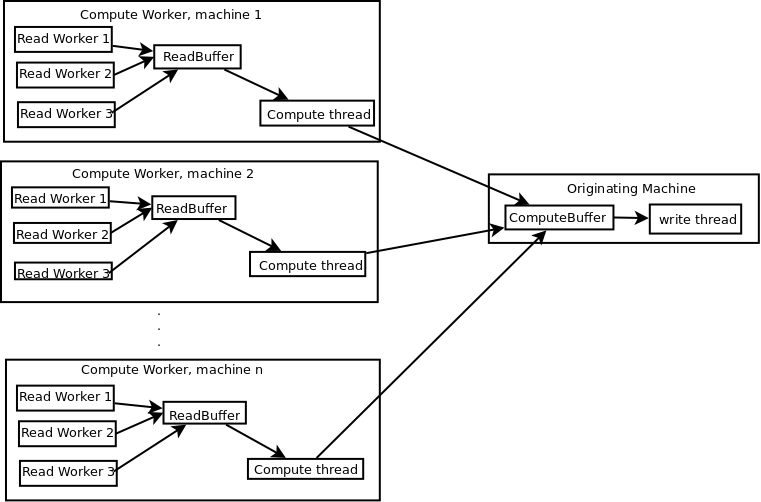 Compute Worker, machine 1
Read Worker 1
Read Worker 2
Read Worker 3
ReadBuffer
Compute thread
Compute Worker, machine 2
Read Worker 1
Read Worker 2
Read Worker 3
ReadBuffer
Compute thread
.
.
.
Compute Worker, machine n
Read Worker 1
Read Worker 2
Read Worker 3
ReadBuffer
Compute thread
Originating Machine
ComputeBuffer
write thread